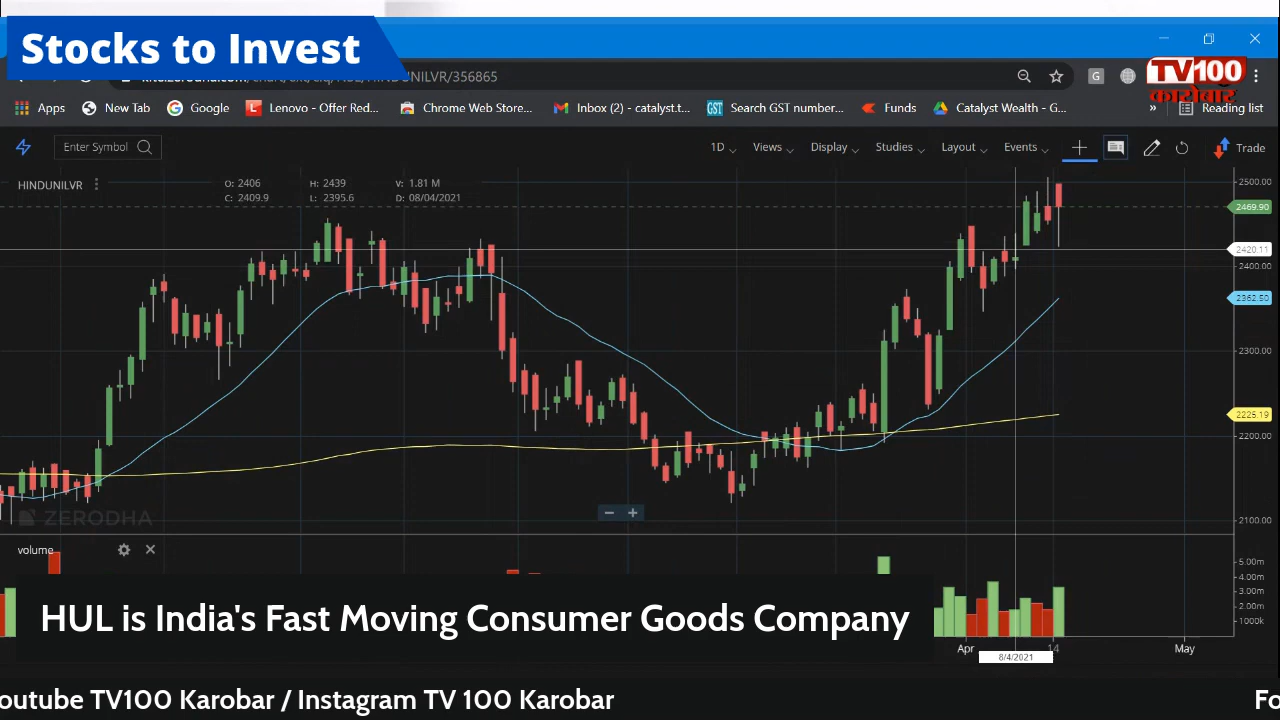 Stocks to Invest
/356865
TV100
कारोबार
Apps
New Tab
Google
Lenovo - Offer Red...
Chrome Web Store...
Inbox (2) - catalyst.t...
GST
Search GST number...
Funds
Catalyst Wealth - G...
»
Reading list
Enter Symbol
1D
Views
Display
Studies
Layout
Events
Trade
HINDUNILVR
O: 2406
H: 2439
V: 1.81 M
C: 2409.9
L: 2395.6
D: 08/04/2021
2500.00
2469.90
2420.11
2400.00
2362.50
2300.00
2225.19
2200.00
2100.00
ZERODHA
volume
5.00m
4.00m
3.00m
2.00m
1000k
HUL is India's Fast Moving Consumer Goods Company
Apr
14
May
8/4/2021
outube TV100 Karobar / Instagram TV 100 Karobar
Fo